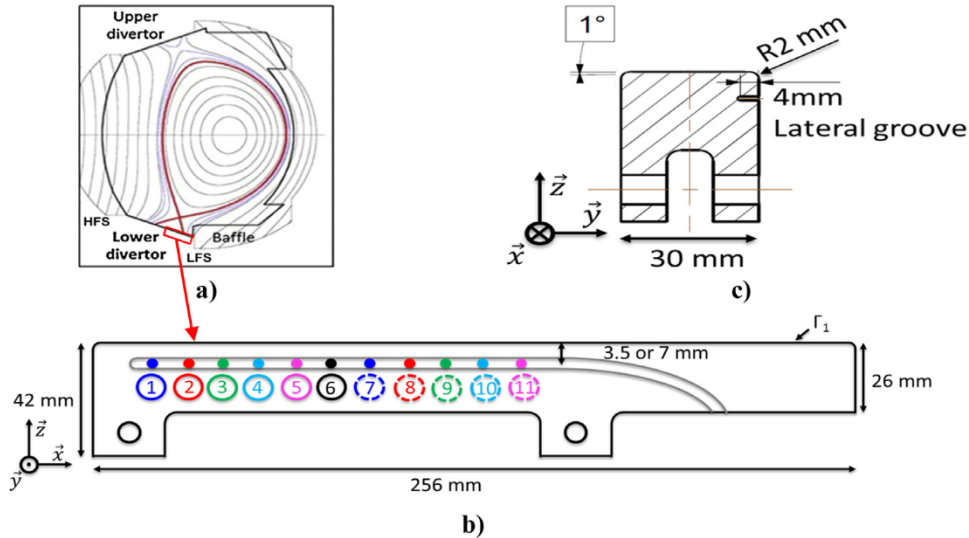 Upper
divertor
HFS
Lower
divertor
LFS
Baffle
a)
1°
R2 mm
4mm
Lateral groove
z
y
x
30 mm
c)
Γ1
3.5 or 7 mm
1 2 3 4 5 6 7 8 9 10 11
42 mm
26 mm
z
x
y
256 mm
b)